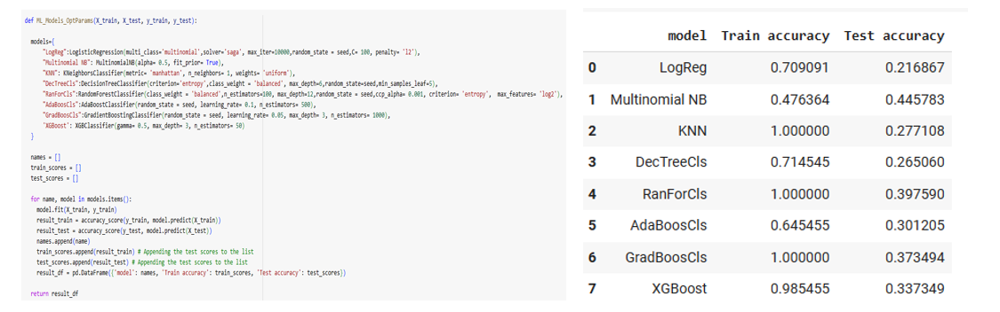 def ML_Models_OptParams(X_train, X_test, y_train, y_test):
models={
"LogReg":LogisticRegression(multi_class='multinomial',solver='saga', max_iter=10000,random_state = seed,C= 100, penalty= 'l2'),
"Multinomial NB": MultinomialNB(alpha= 0.5, fit_prior= True),
"KNN": KNeighborsClassifier(metric= 'manhattan', n_neighbors= 1, weights= 'uniform'),
"DecTreeCls":DecisionTreeClassifier(criterion='entropy',class_weight = 'balanced', max_depth=6,random_state=seed,min_samples_leaf=5),
"RanForCls":RandomForestClassifier(class_weight = 'balanced',n_estimators=100, max_depth=12,random_state = seed,ccp_alpha= 0.001, criterion= 'entropy',  max_features= 'log2'),
"AdaBoosCls":AdaBoostClassifier(random_state = seed, learning_rate= 0.1, n_estimators= 500),
"GradBoosCls":GradientBoostingClassifier(random_state = seed, learning_rate= 0.05, max_depth= 3, n_estimators= 1000),
'XGBoost': XGBClassifier(gamma= 0.5, max_depth= 3, n_estimators= 50)
}
names = []
train_scores = []
test_scores = []
for name, model in models.items():
model.fit(X_train, y_train)
result_train = accuracy_score(y_train, model.predict(X_train))
result_test = accuracy_score(y_test, model.predict(X_test))
names.append(name)
train_scores.append(result_train) # Appending the test scores to the list
test_scores.append(result_test) # Appending the test scores to the list
result_df = pd.DataFrame({'model': names, 'Train accuracy': train_scores, 'Test accuracy': test_scores})
return result_df
model Train accuracy Test accuracy
0 LogReg 0.709091 0.216867
1 Multinomial NB 0.476364 0.445783
2 KNN 1.000000 0.277108
3 DecTreeCls 0.714545 0.265060
4 RanForCls 1.000000 0.397590
5 AdaBoosCls 0.645455 0.301205
6 GradBoosCls 1.000000 0.373494
7 XGBoost 0.985455 0.337349